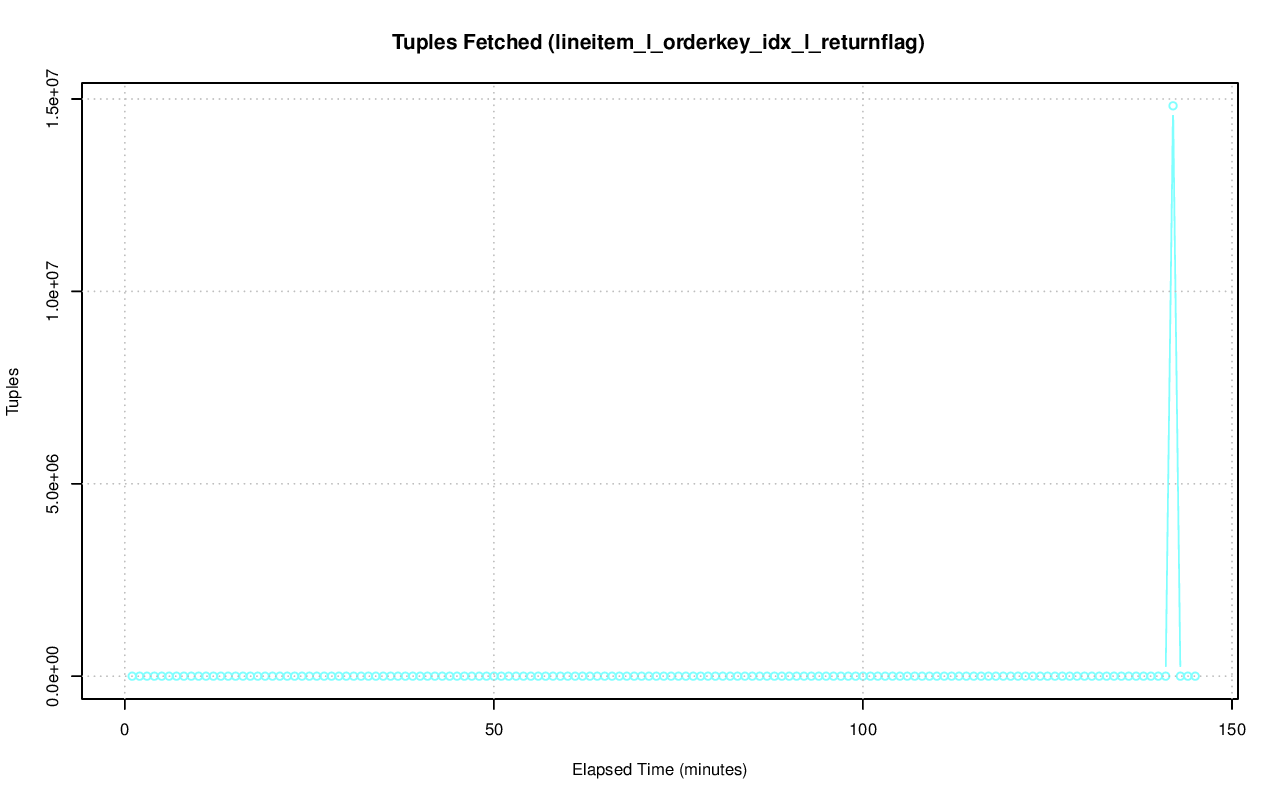 Tuples Fetched (lineitem_l_orderkey_idx_l_returnflag)
1.5e+07
1.0e+07
5.0e+06
0.0e+00
Tuples
0 50 100 150
Elapsed Time (minutes)